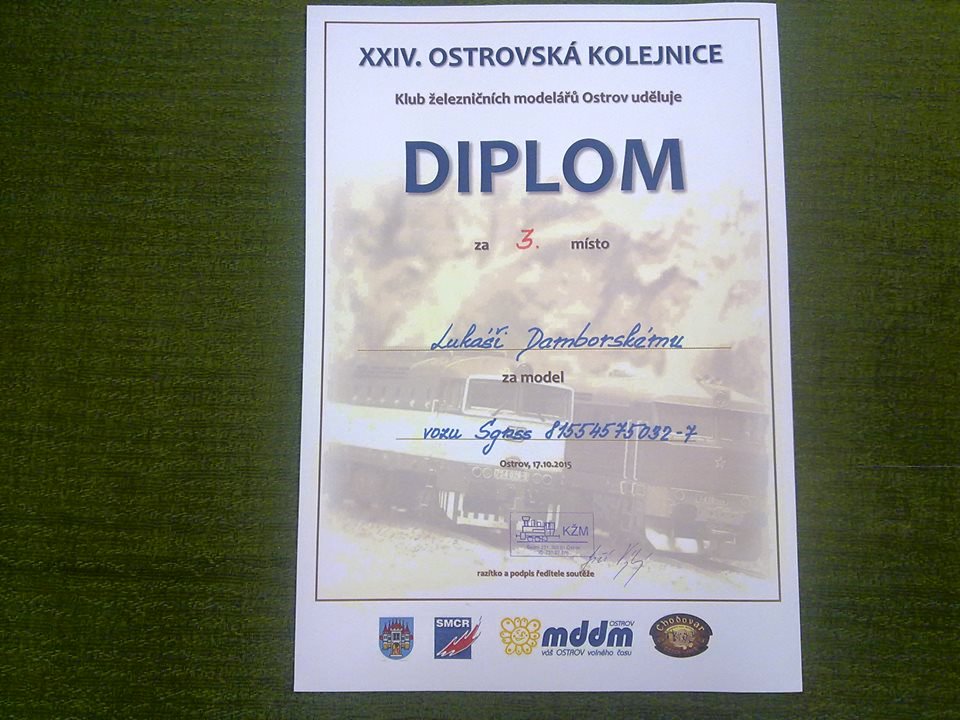 XXIV. OSTROVSKÁ KOLEJNICE
Klub železničních modelářů Ostrov uděluje
DIPLOM
za 3. místo
Lukáši Damborskému
za model
vozu Sgnss 81554575032-7
Ostrov, 17.10.2015
KŽM
razítko a podpis ředitele soutěže
SMCR
OSTROV
mddm
váš OSTROV volného času
Chodovar